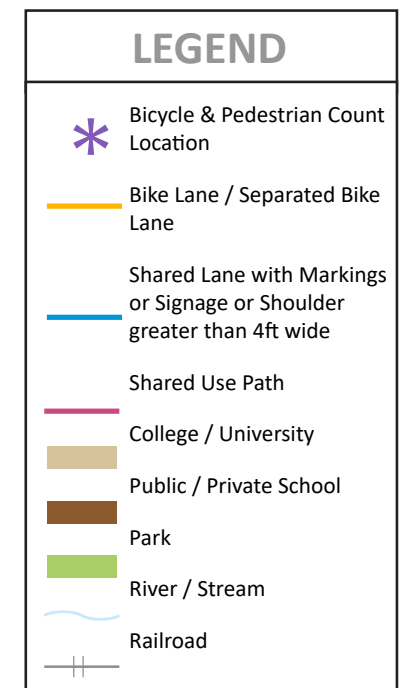 LEGEND
Bicycle & Pedestrian Count
Location
Bike Lane / Separated Bike
Lane
Shared Lane with Markings
or Signage or Shoulder
greater than 4ft wide
Shared Use Path
College / University
Public / Private School
Park
River / Stream
Railroad